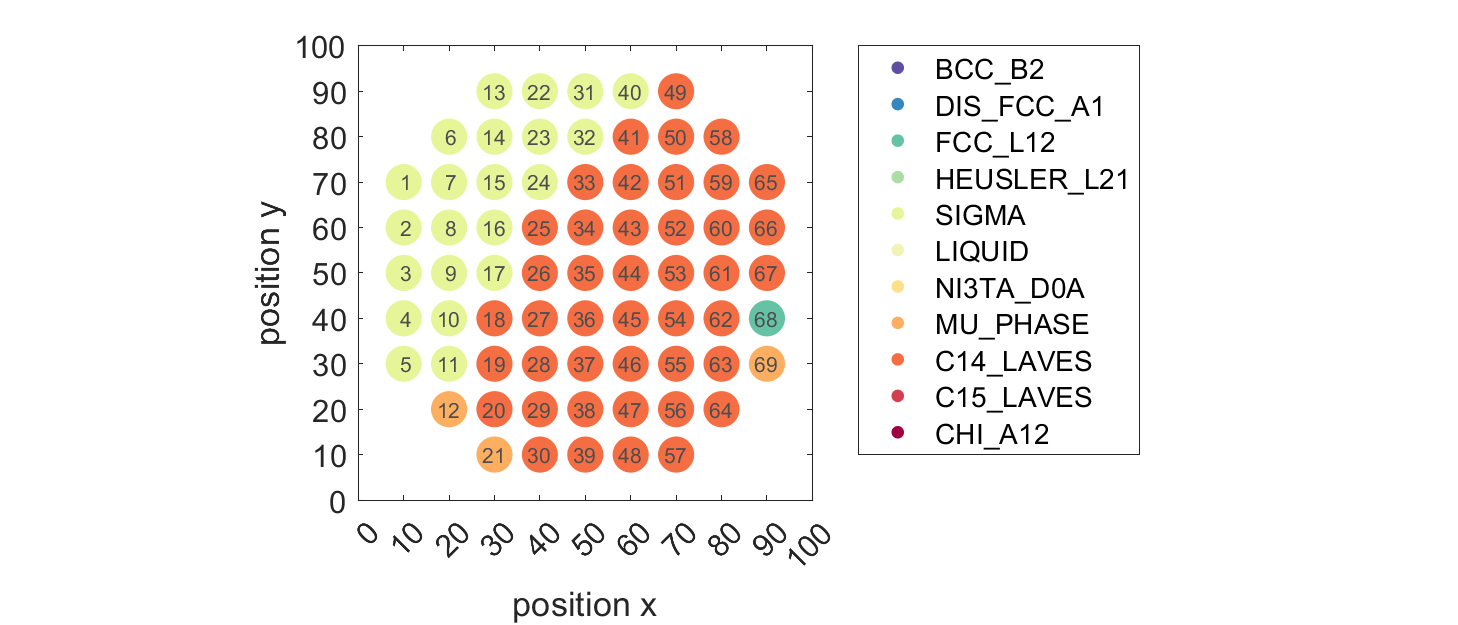 100
90
80
70
60
50
40
30
20
10
0
position y
13 22 31 40 49
6 14 23 32 41 50 58
1 7 15 24 33 42 51 59 65
2 8 16 25 34 43 52 60 66
3 9 17 26 35 44 53 61 67
4 10 18 27 36 45 54 62 68
5 11 19 28 37 46 55 63 69
12 20 29 38 47 56 64
21 30 39 48 57
0 10 20 30 40 50 60 70 80 90 100
position x
BCC_B2
DIS_FCC_A1
FCC_L12
HEUSLER_L21
SIGMA
LIQUID
NI3TA_D0A
MU_PHASE
C14_LAVES
C15_LAVES
CHI_A12